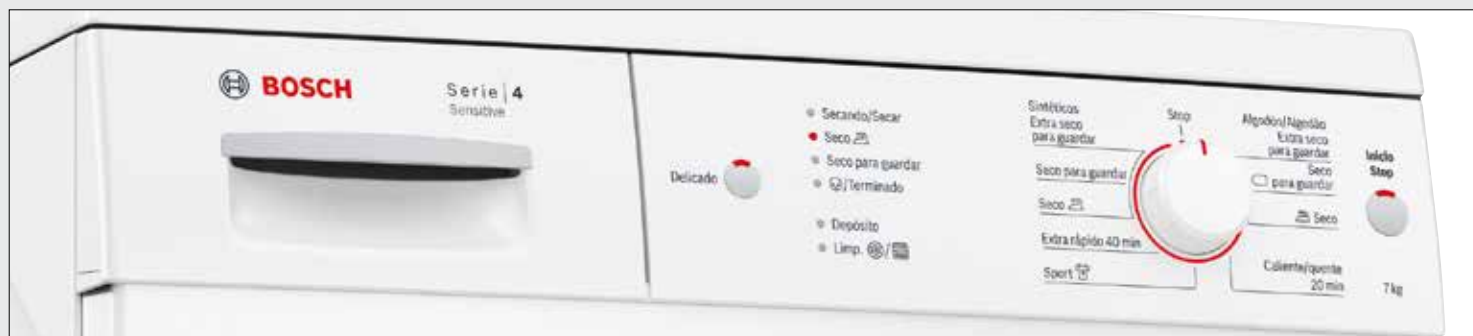 BOSCH
Serie | 4
Sensitive
Delicado
Secando/Secar
Seco
Seco para guardar
/Terminado
Depósito
Limp. /
Sintéticos
Extra seco
para guardar
Seco para guardar
Seco
Extra rápido 40 min
Sport
Stop
Algodón/Algodão
Extra seco
para guardar
Seco
para guardar
Seco
Caliente/quente
20 min
Inicio
Stop
7 kg